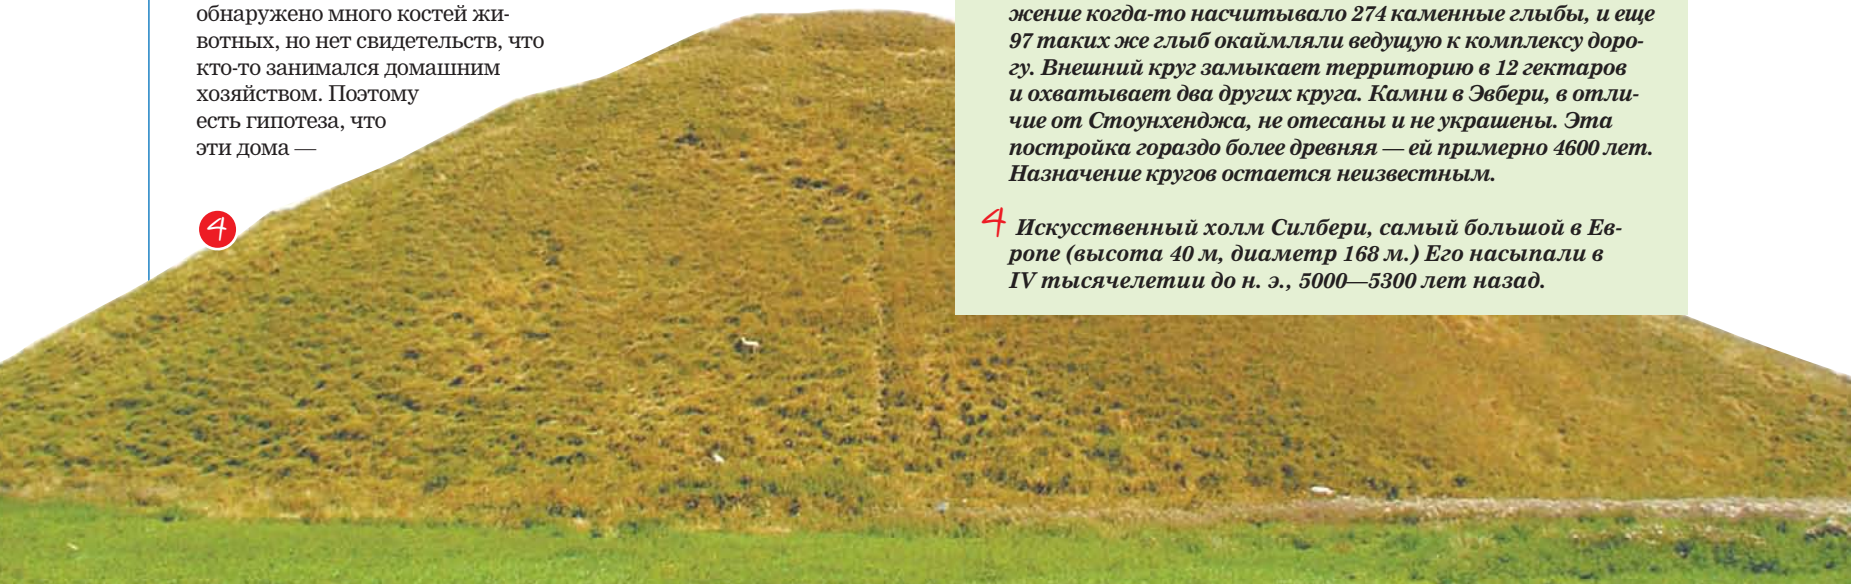 обнаружено много костей жи-
вотных, но нет свидетельств, что
кто-то занимался домашним
хозяйством. Поэтому
есть гипотеза, что
эти дома —
4
жение когда-то насчитывало 274 каменные глыбы, и еще
97 таких же глыб окаймляли ведущую к комплексу доро-
гу. Внешний круг замыкает территорию в 12 гектаров
и охватывает два других круга. Камни в Эвбери, в отли-
чие от Стоунхенджа, не отесаны и не украшены. Эта
постройка гораздо более древняя — ей примерно 4600 лет.
Назначение кругов остается неизвестным.
4 Искусственный холм Силбери, самый большой в Ев-
ропе (высота 40 м, диаметр 168 м.) Его насыпали в
IV тысячелетии до н. э., 5000—5300 лет назад.